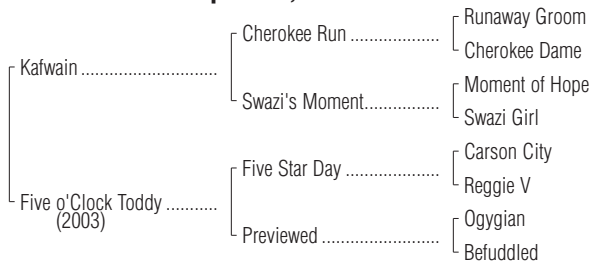 Runaway Groom
Cherokee Run ...................
Cherokee Dame
Kafwain .............................
Moment of Hope
Swazi's Moment................
Swazi Girl
Carson City
Five Star Day ....................
Reggie V
Five o'Clock Toddy ...........
(2003)
Ogygian
Previewed .........................
Befuddled